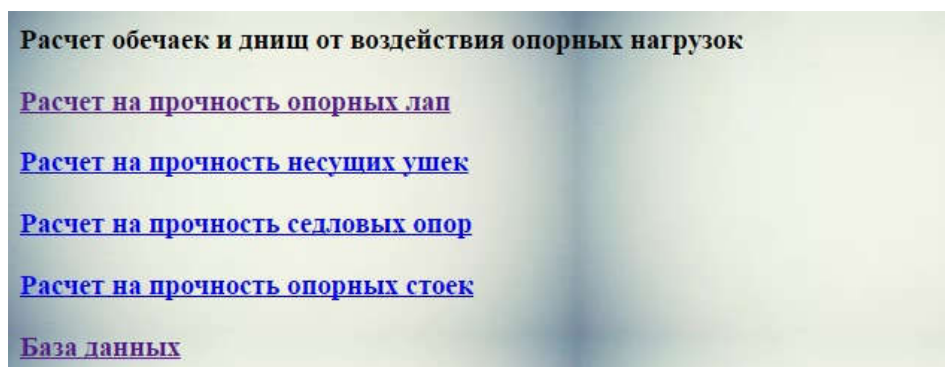 Расчет обечаек и днищ от воздействия опорных нагрузок
Расчет на прочность опорных лап
Расчет на прочность несущих ушек
Расчет на прочность седловых опор
Расчет на прочность опорных стоек
База данных